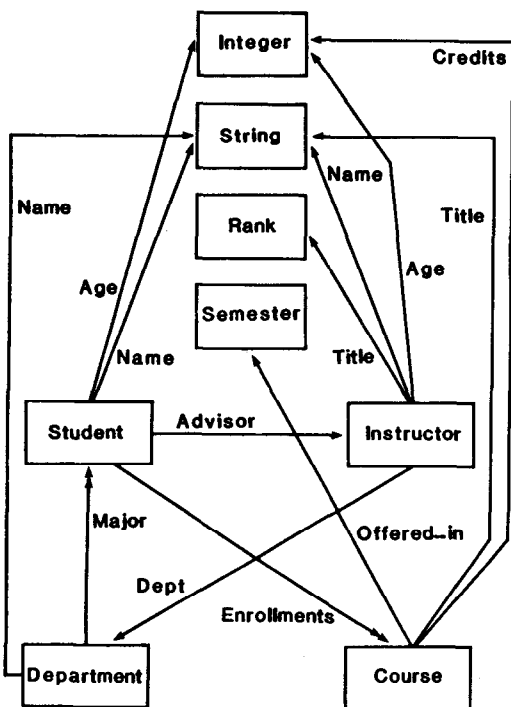 Integer
Credits
String
Name
Name
Title
Rank
Age
Age
Semester
Name
Title
Student
Advisor
Instructor
Major
Offered-in
Dept
Enrollments
Department
Course